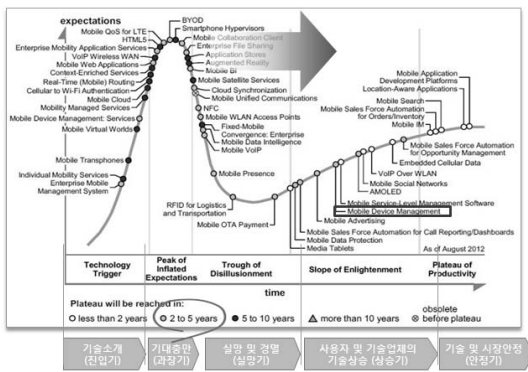 expectations
BYOD
Smartphone Hypervisors
Mobile QoS for LTE
HTML5
Enterprise Mobility Application Services
VoIP Wireless WAN
Mobile Web Applications
Context-Enriched Services
Real-Time (Mobile) Routing
Cellular to Wi-Fi Authentication
Mobile Cloud
Mobility Managed Services
Mobile Device Management: Services
Mobile Virtual Worlds
Mobile Transphones
Individual Mobility Services
Enterprise Mobile
Management System
Mobile Collaboration Client
Enterprise File Sharing
Application Stores
Augmented Reality
Mobile BI
Mobile Satellite Services
Cloud Synchronization
Mobile Unified Communications
NFC
Mobile WLAN Access Points
Fixed-Mobile
Convergence: Enterprise
Mobile Data Intelligence
Mobile VoIP
Mobile Presence
RFID for Logistics
and Transportation
Mobile OTA Payment
Media Tablets
Mobile Data Protection
Mobile Sales Force Automation for Call Reporting/Dashboards
Mobile Advertising
Mobile Device Management
Mobile Service-Level Management Software
AMOLED
Mobile Social Networks
VoIP Over WLAN
Embedded Cellular Data
Mobile Sales Force Automation
for Opportunity Management
Mobile IM
Mobile Sales Force Automation
for Orders/Inventory
Mobile Search
Location-Aware Applications
Mobile Application
Development Platforms
As of August 2012
Technology
Trigger
Peak of
Inflated
Expectations
Trough of
Disillusionment
Slope of Enlightenment
Plateau of
Productivity
time
Plateau will be reached in:
less than 2 years
2 to 5 years
5 to 10 years
more than 10 years
obsolete
before plateau
기술소개
(진입기)
기대충만
(과장기)
실망 및 경멸
(실망기)
사용자 및 기술업체의
기술상승 (상승기)
기술 및 시장안정
(안정기)